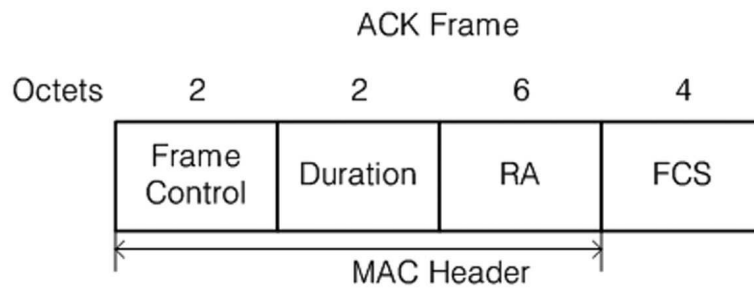 ACK Frame
Octets 2 2 6 4
Frame Control Duration RA FCS
MAC Header